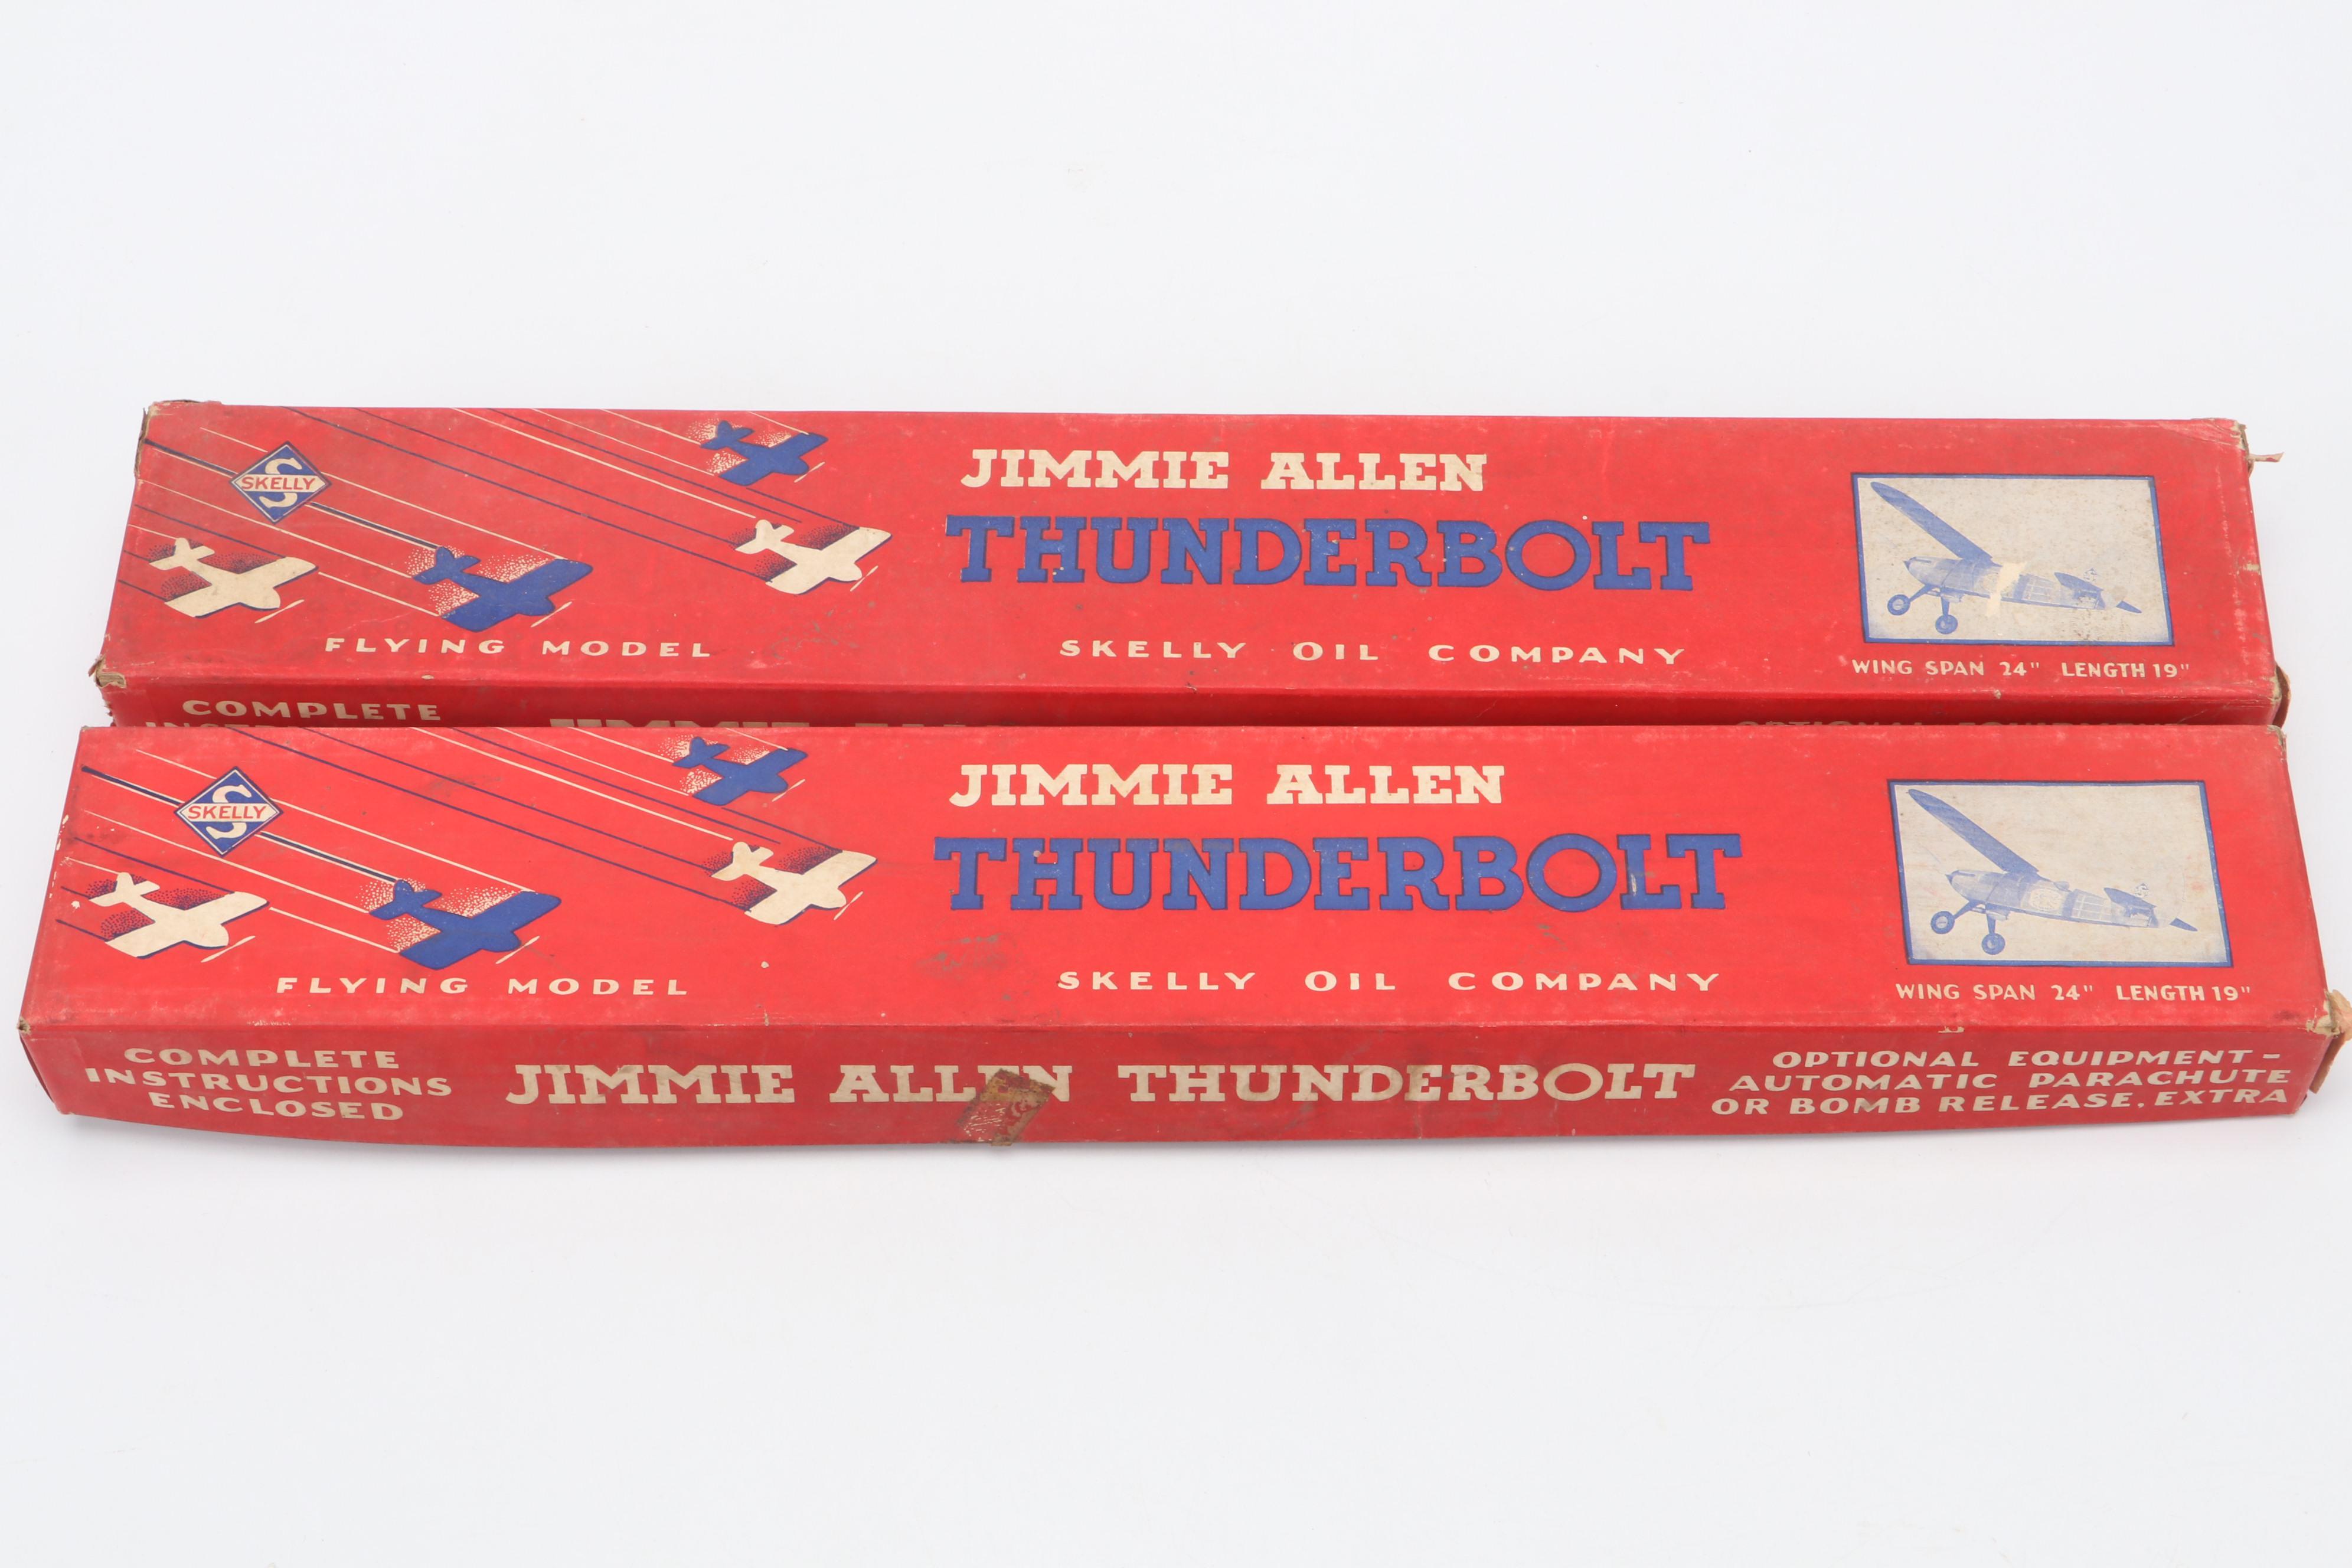 SKELLY
JIMMIE ALLEN
THUNDERBOLT
FLYING MODEL
SKELLY OIL COMPANY
WING SPAN 24" LENGTH 19"
COMPLETE
SKELLY
JIMMIE ALLEN
THUNDERBOLT
FLYING MODEL
SKELLY OIL COMPANY
WING SPAN 24" LENGTH 19"
COMPLETE
INSTRUCTIONS
ENCLOSED
JIMMIE ALLEN THUNDERBOLT
OPTIONAL EQUIPMENT-
AUTOMATIC PARACHUTE
OR BOMB RELEASE, EXTRA